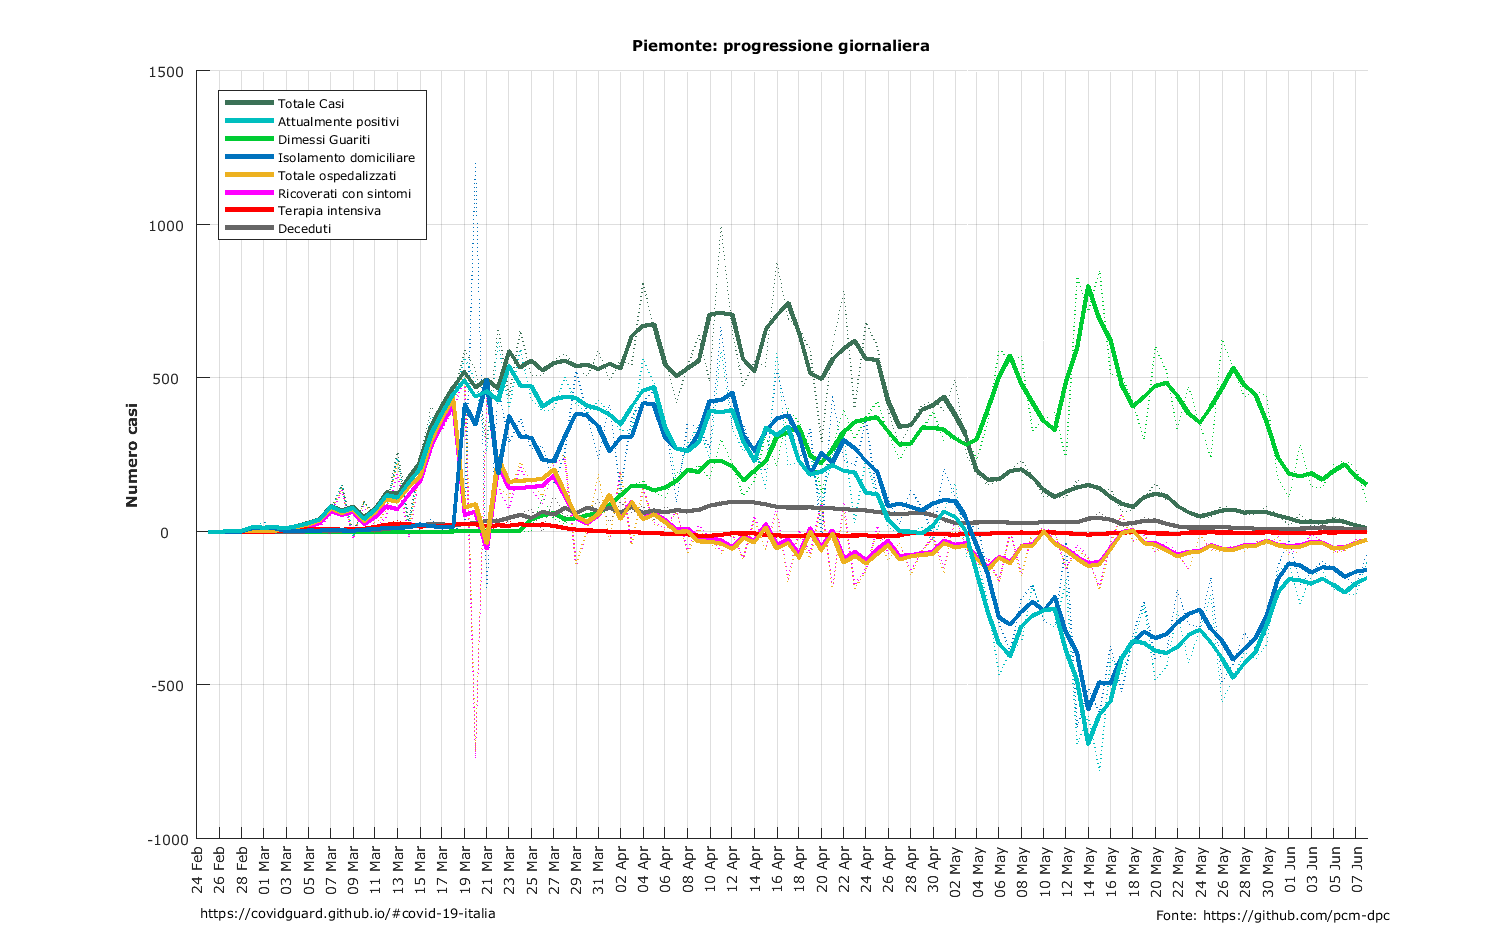 Piemonte: progressione giornaliera
1500
1000
500
0
-500
-1000
Numero casi
Totale Casi
Attualmente positivi
Dimessi Guariti
Isolamento domiciliare
Totale ospedalizzati
Ricoverati con sintomi
Terapia intensiva
Deceduti
24 Feb
26 Feb
28 Feb
01 Mar
03 Mar
05 Mar
07 Mar
09 Mar
11 Mar
13 Mar
15 Mar
17 Mar
19 Mar
21 Mar
23 Mar
25 Mar
27 Mar
29 Mar
31 Mar
02 Apr
04 Apr
06 Apr
08 Apr
10 Apr
12 Apr
14 Apr
16 Apr
18 Apr
20 Apr
22 Apr
24 Apr
26 Apr
28 Apr
30 Apr
02 May
04 May
06 May
08 May
10 May
12 May
14 May
16 May
18 May
20 May
22 May
24 May
26 May
28 May
30 May
01 Jun
03 Jun
05 Jun
07 Jun
https://covidguard.github.io/#covid-19-italia
Fonte: https://github.com/pcm-dpc